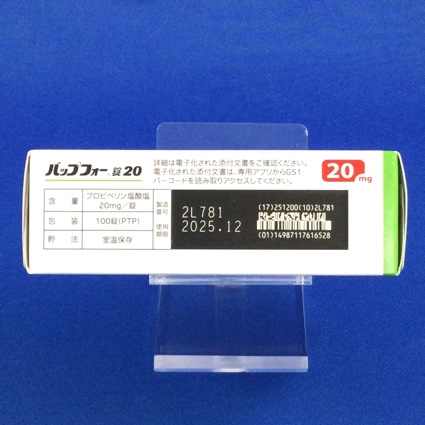 バップフォー錠20
詳細は電子化された添付文書をご確認ください。
電子化された添付文書は、専用アプリからGS1
バーコードを読み取りアクセスしてください。
20mg
含量 プロピベリン塩酸塩 20mg/錠
包装 100錠(PTP)
貯法 室温保存
製造番号 2L781
使用期限 2025.12
(17)251200(10)2L781
(01)14987117616528